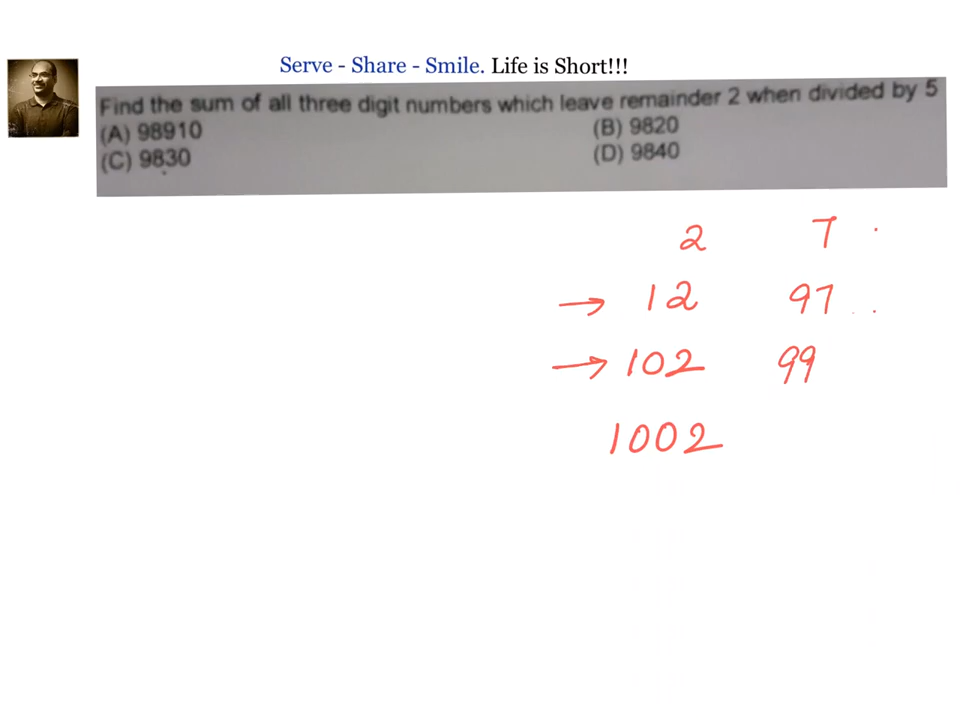 Serve - Share - Smile. Life is Short!!!
Find the sum of all three digit numbers which leave remainder 2 when divided by 5
(A) 98910 (B) 9820
(C) 9830 (D) 9840
2 7
→ 12 97
→ 102 99
1002